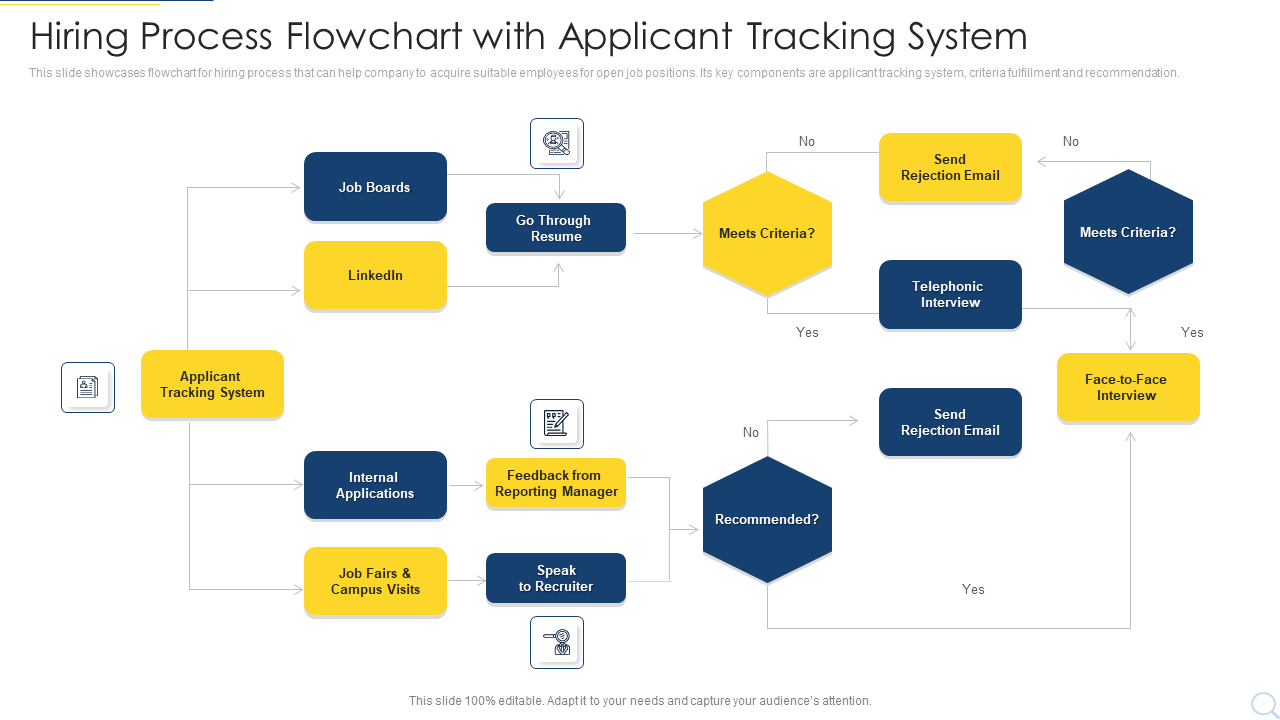 Hiring Process Flowchart with Applicant Tracking System
This slide showcases flowchart for hiring process that can help company to acquire suitable employees for open job positions. Its key components are applicant tracking system, criteria fulfillment and recommendation.
Job Boards
LinkedIn
Go Through
Resume
Meets Criteria?
No
Yes
Send
Rejection Email
Telephonic
Interview
No
Meets Criteria?
Yes
Face-to-Face
Interview
Applicant
Tracking System
Internal
Applications
Feedback from
Reporting Manager
Job Fairs &
Campus Visits
Speak
to Recruiter
Recommended?
No
Send
Rejection Email
Yes
This slide 100% editable. Adapt it to your needs and capture your audience's attention.